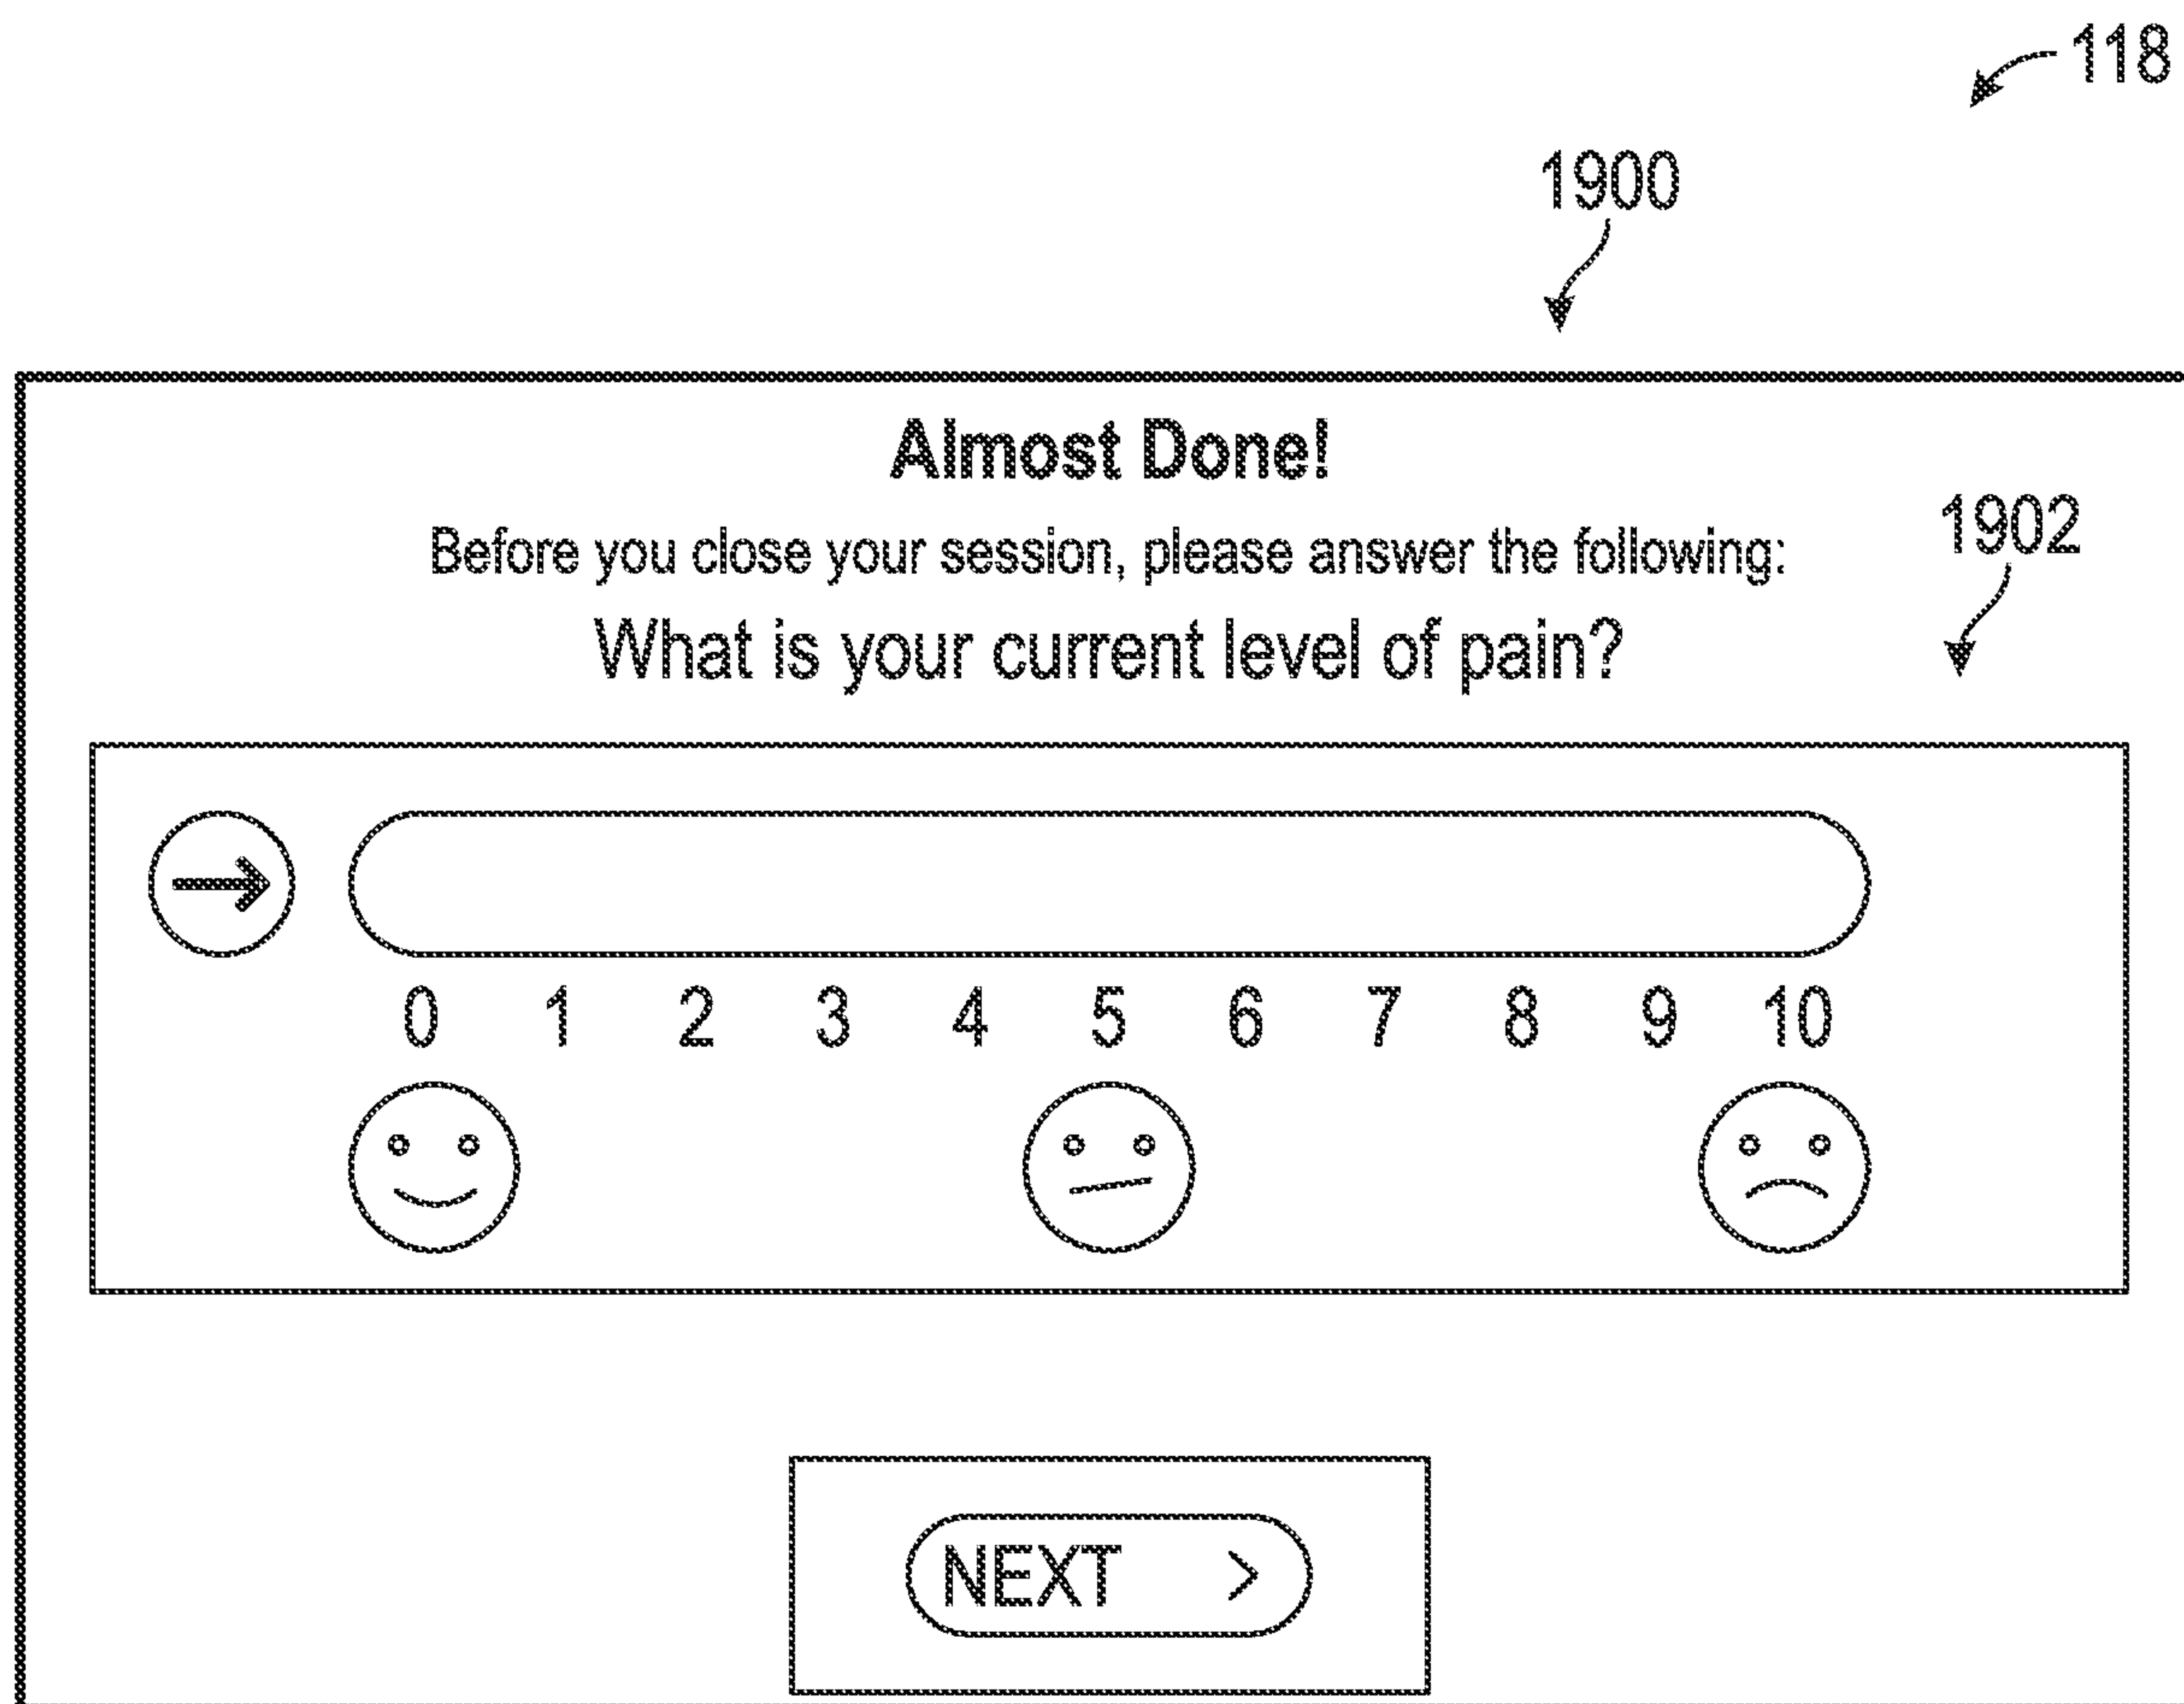 118
1900
Almost Done!
Before you close your session, please answer the following:
1902
What is your current level of pain?
0 1 2 3 4 5 6 7 8 9 10
NEXT >